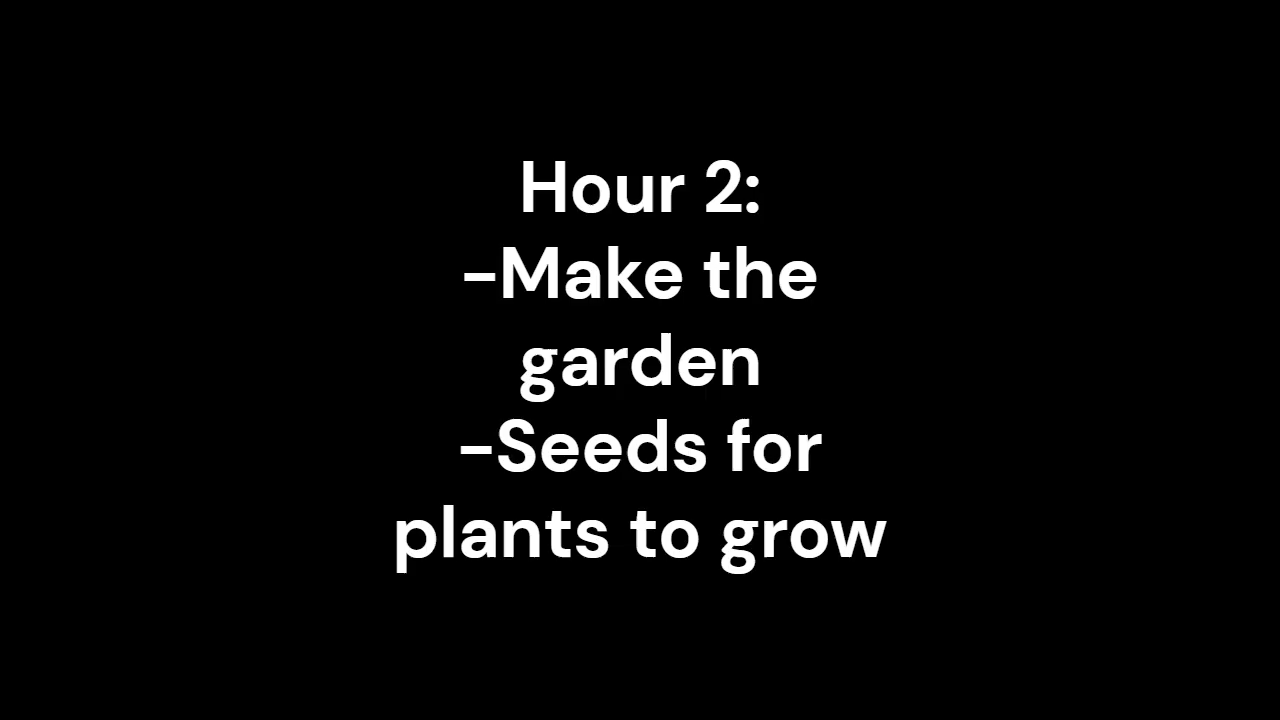 Hour 2:
-Make the
garden
-Seeds for
plants to grow